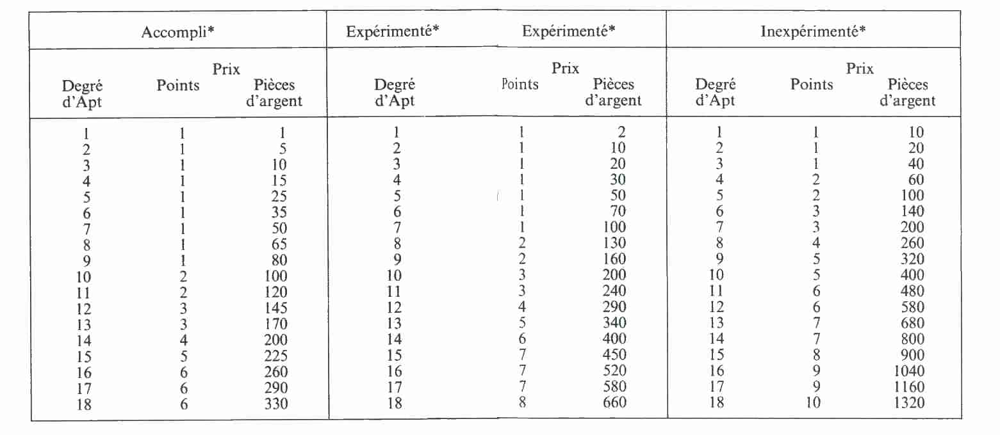 Accompli* Expérimenté* Expérimenté* Inexpérimenté*
Prix Prix Prix
Degré Points Pièces Degré Points Pièces Degré Points Pièces
d'Apt d'argent d'Apt d'argent d'Apt d'argent
1 1 1 1 1 2 1 1 10
2 1 5 2 1 10 2 1 20
3 1 10 3 1 20 3 1 40
4 1 15 4 1 30 4 2 60
5 1 25 5 1 50 5 2 100
6 1 35 6 1 70 6 3 140
7 1 50 7 1 100 7 3 200
8 1 65 8 2 130 8 4 260
9 1 80 9 2 160 9 5 320
10 2 100 10 3 200 10 5 400
11 2 120 11 3 240 11 6 480
12 3 145 12 4 290 12 6 580
13 3 170 13 5 340 13 7 680
14 4 200 14 6 400 14 7 800
15 5 225 15 7 450 15 8 900
16 6 260 16 7 520 16 9 1040
17 6 290 17 7 580 17 9 1160
18 6 330 18 8 660 18 10 1320